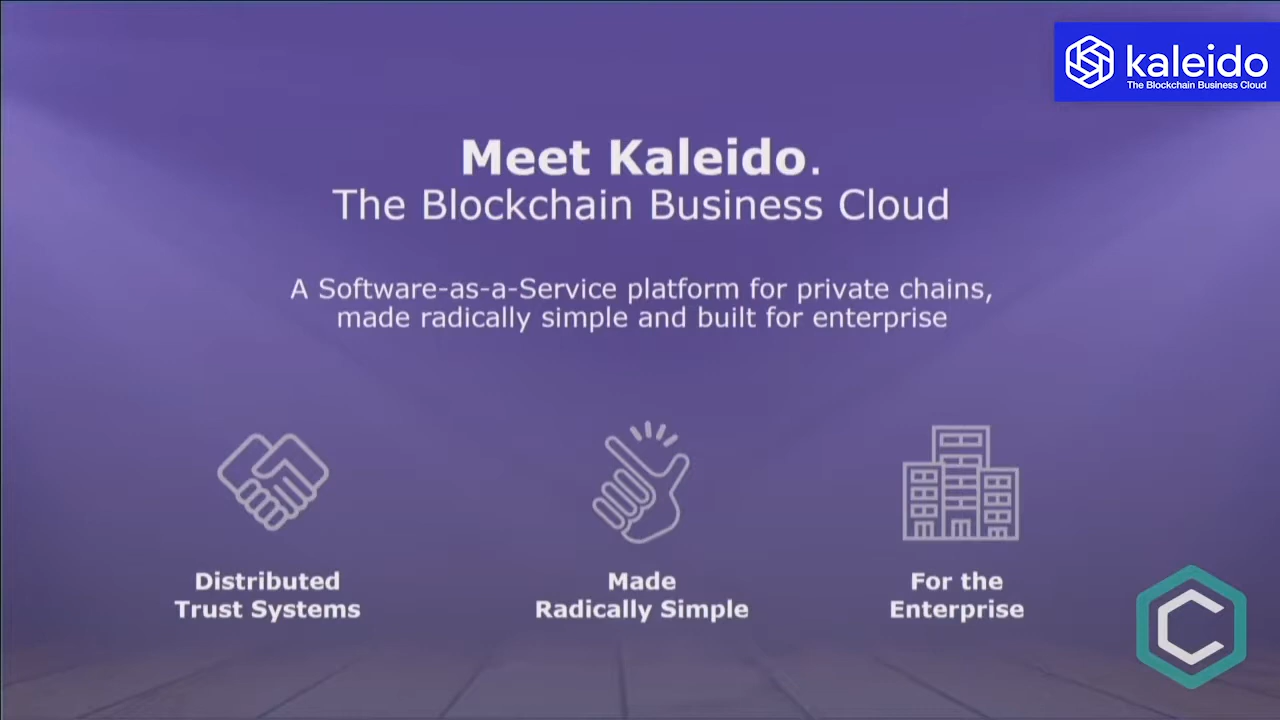 kaleido
The Blockchain Business Cloud
Meet Kaleido.
The Blockchain Business Cloud
A Software-as-a-Service platform for private chains,
made radically simple and built for enterprise
Distributed
Trust Systems
Made
Radically Simple
For the
Enterprise